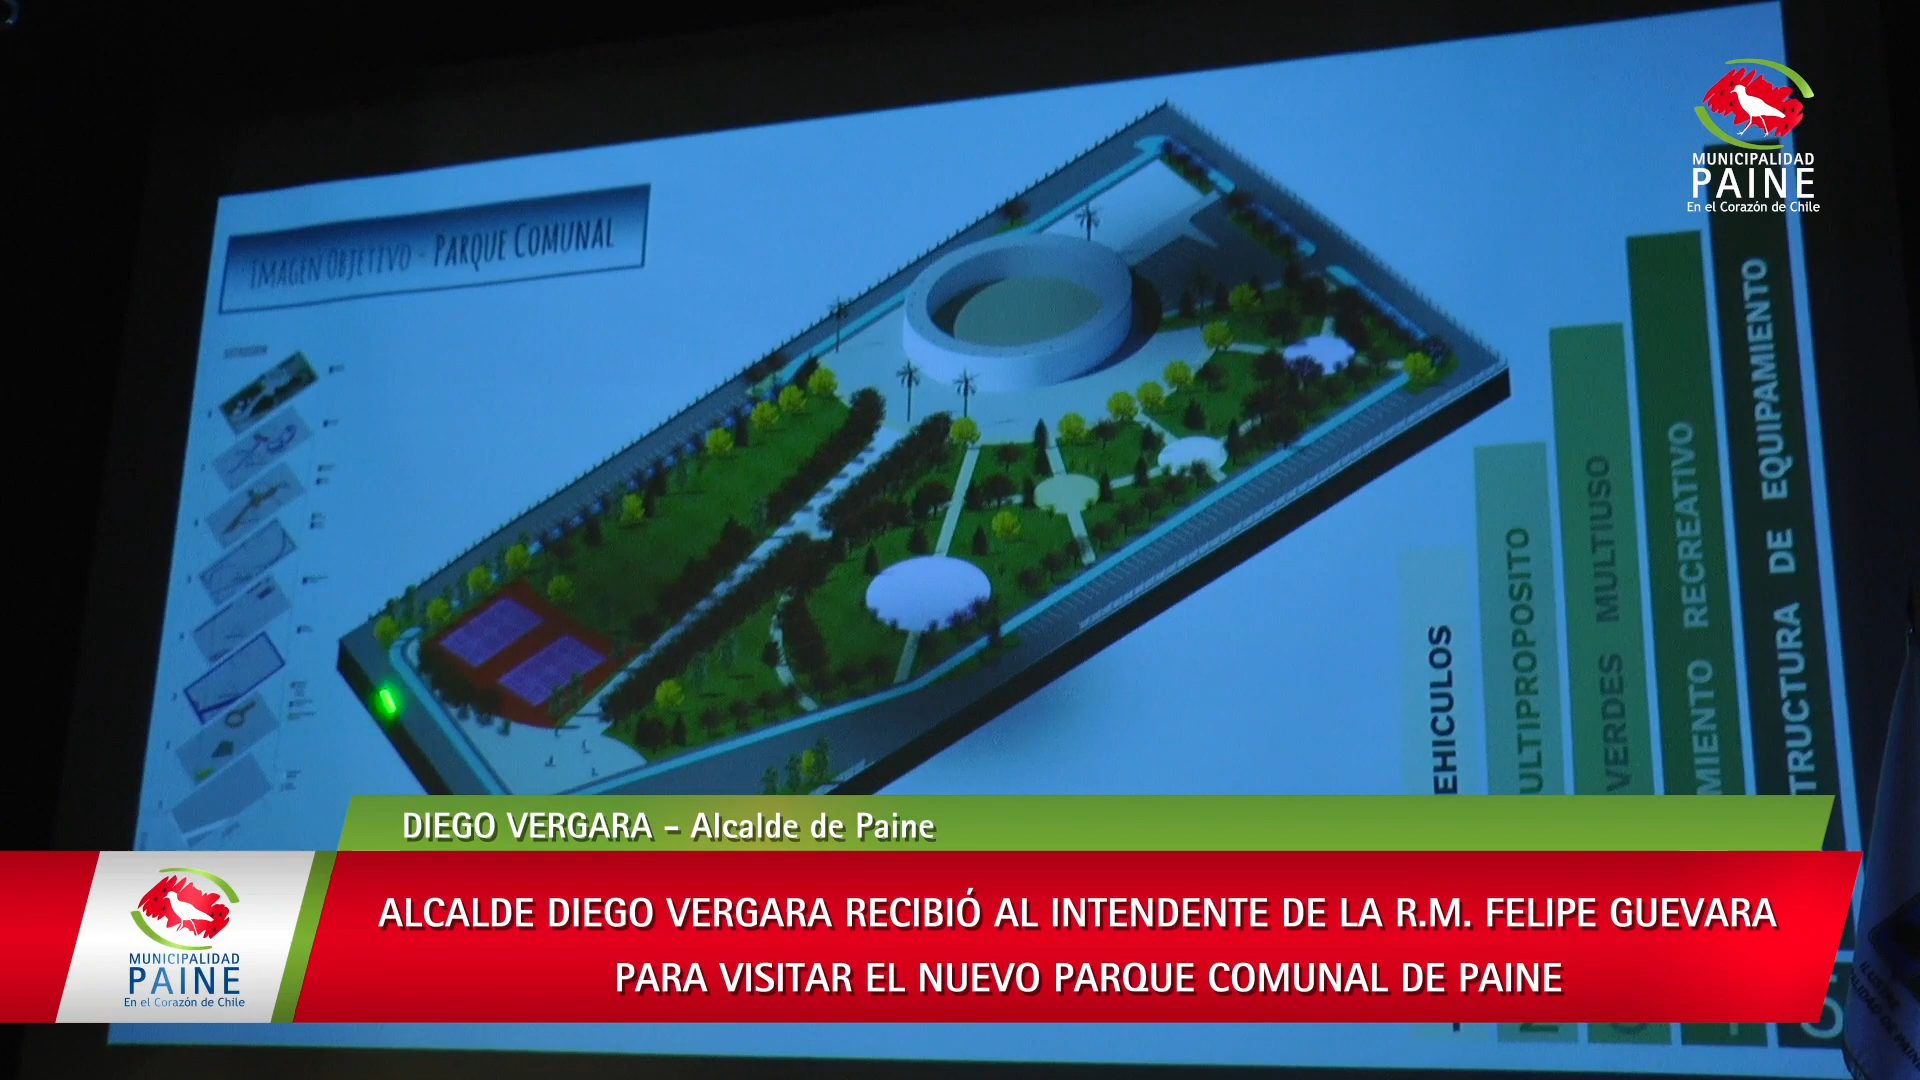 IMAGEN OBJETIVO - PARQUE COMUNAL
MUNICIPALIDAD
PAINE
En el Corazón de Chile
EHICULOS
ULTIPROPOSITO
VERDES MULTIUSO
MIENTO RECREATIVO
TRUCTURA DE EQUIPAMIENTO
DIEGO VERGARA - Alcalde de Paine
MUNICIPALIDAD
PAINE
En el Corazón de Chile
ALCALDE DIEGO VERGARA RECIBIÓ AL INTENDENTE DE LA R.M. FELIPE GUEVARA
PARA VISITAR EL NUEVO PARQUE COMUNAL DE PAINE